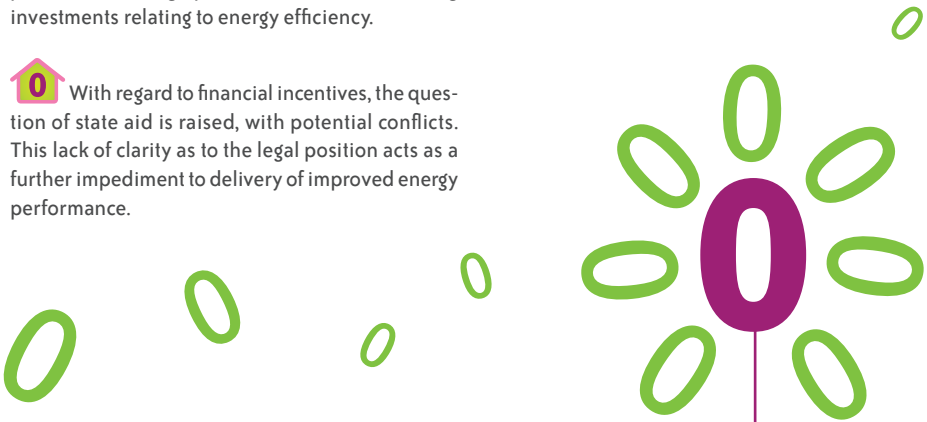 investments relating to energy efficiency.
0 With regard to financial incentives, the ques-
tion of state aid is raised, with potential conflicts.
This lack of clarity as to the legal position acts as a
further impediment to delivery of improved energy
performance.
0